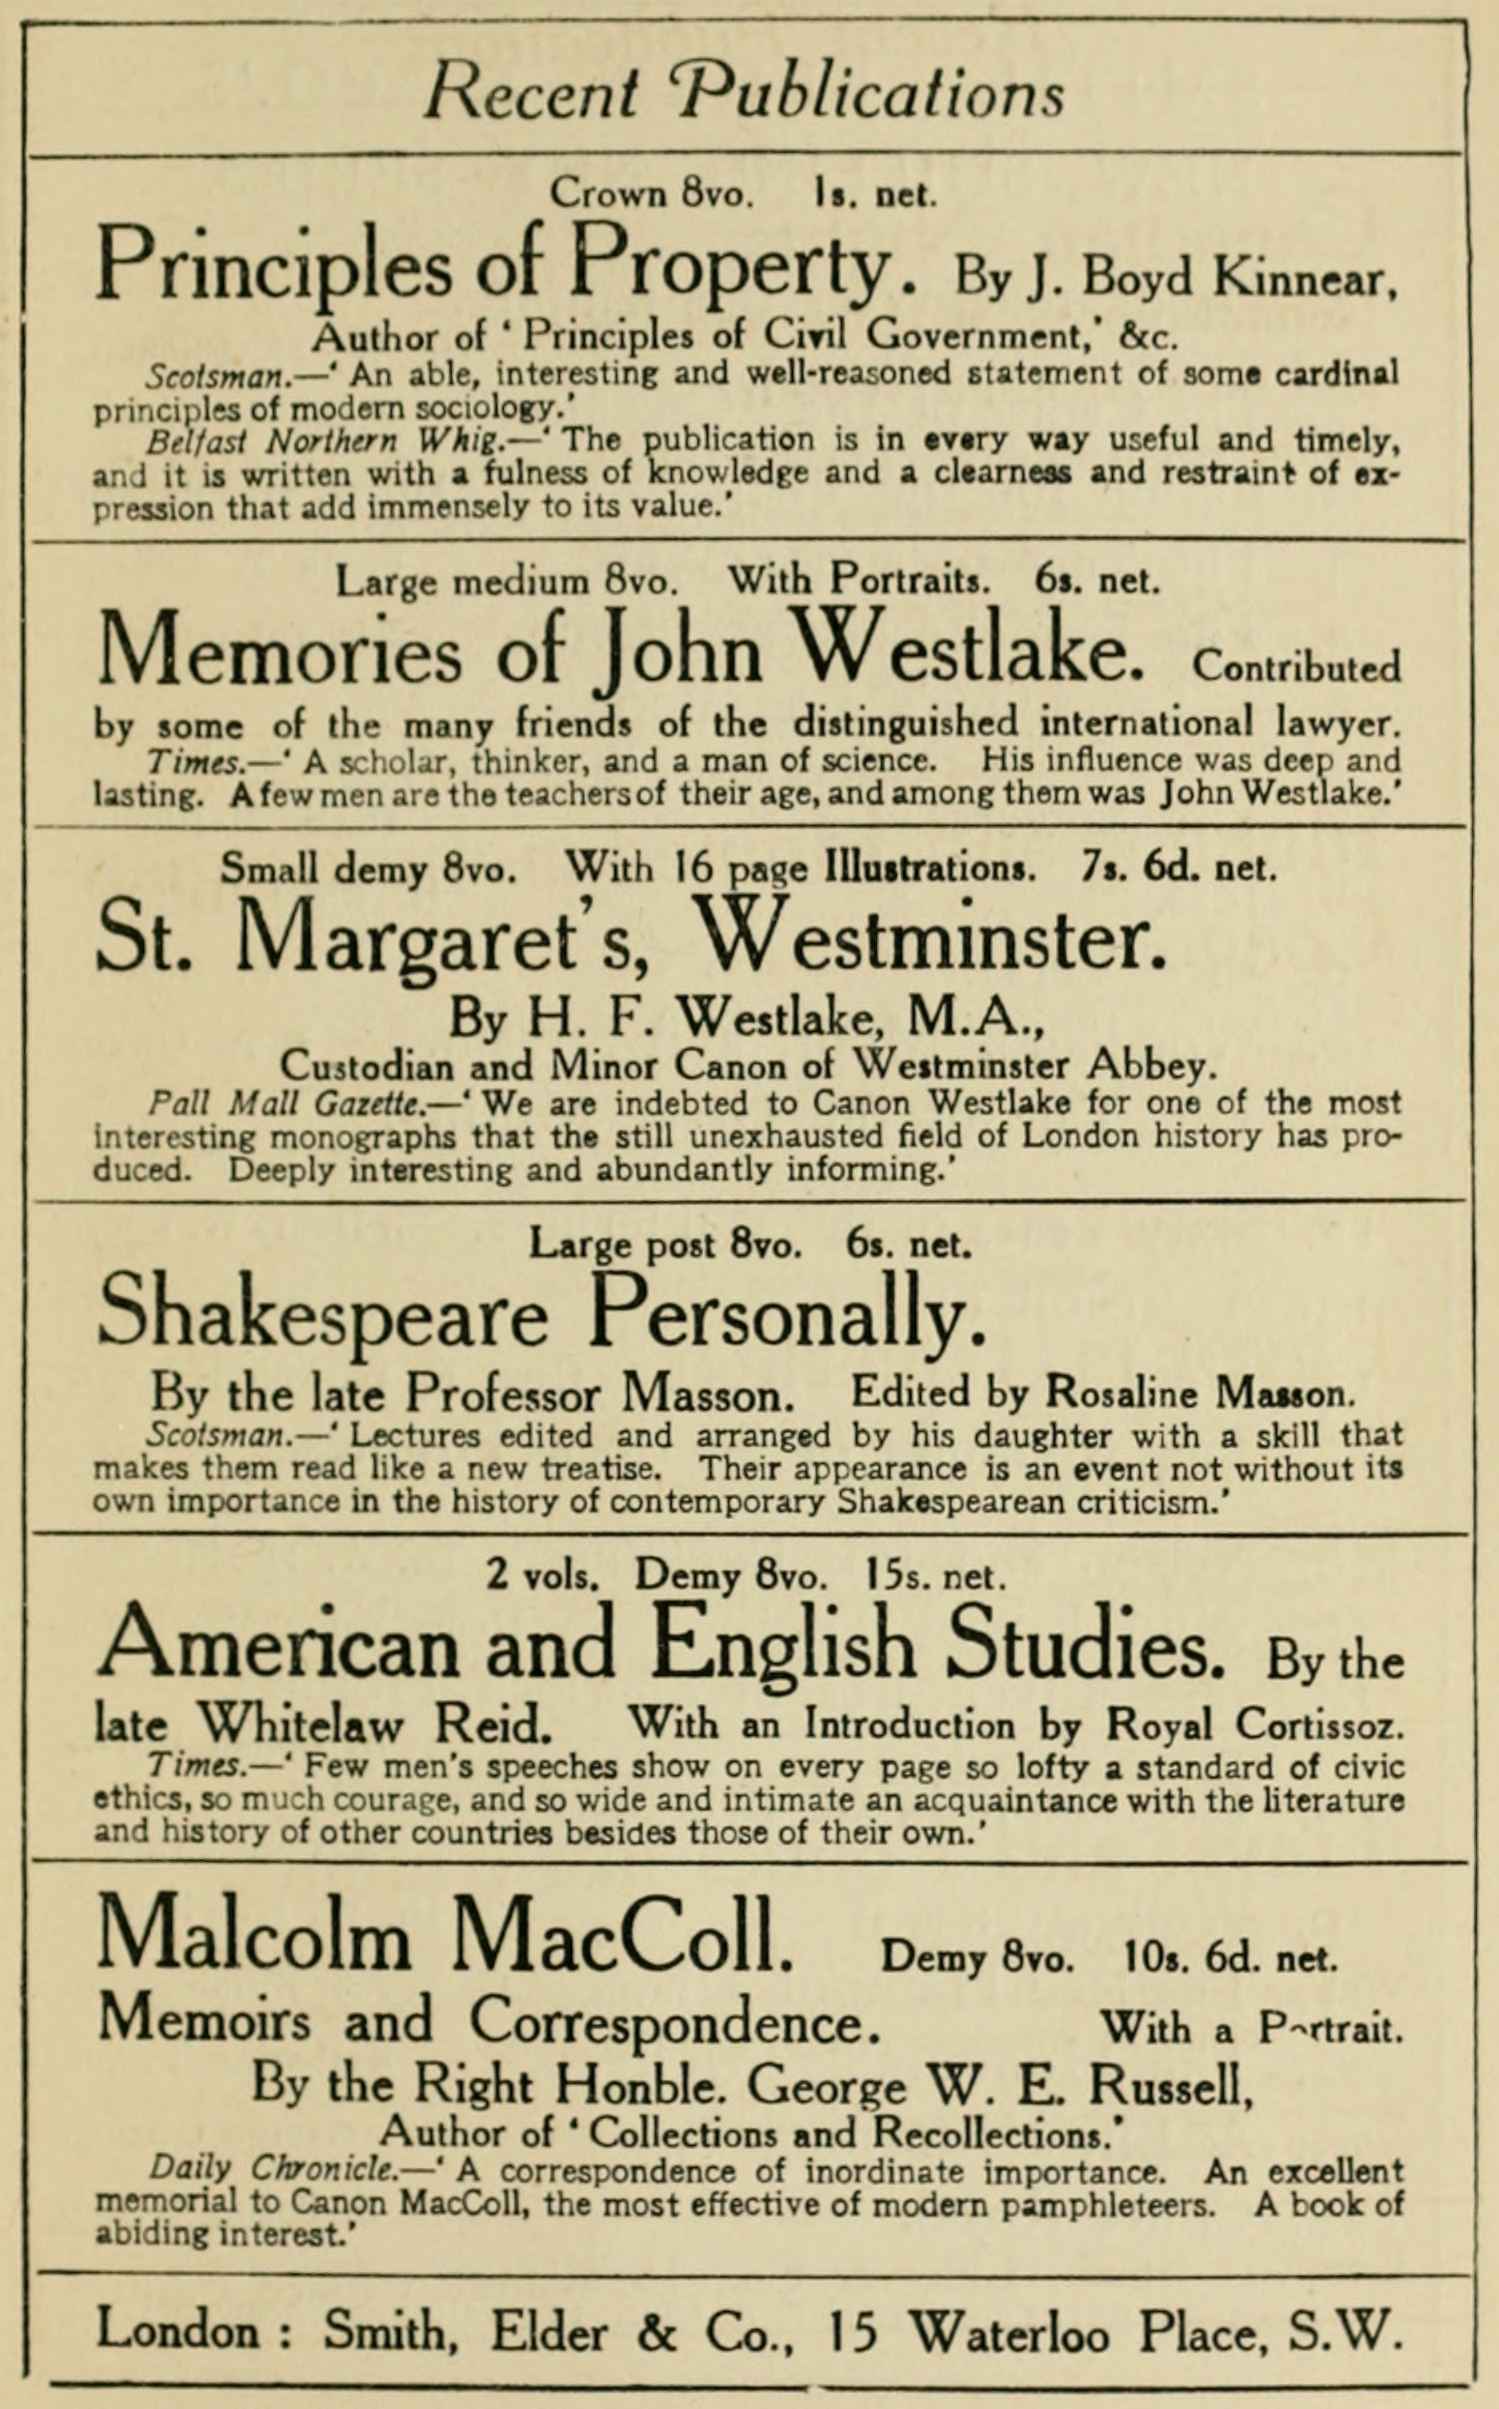 Recent Publications
Crown 8vo. 1s. net.
Principles of Property. By J. Boyd Kinnear,
Author of ‘Principles of Civil Government,’ &c.
Scotsman.—‘An able, interesting and well-reasoned statement of some cardinal
principles of modern sociology.’
Belfast Northern Whig.—‘The publication is in every way useful and timely,
and it is written with a fulness of knowledge and a clearness and restraint of ex-
pression that add immensely to its value.’
Large medium 8vo. With Portraits. 6s. net.
Memories of John Westlake. Contributed
by some of the many friends of the distinguished international lawyer.
Times.—‘A scholar, thinker, and a man of science. His influence was deep and
lasting. A few men are the teachers of their age, and among them was John Westlake.’
Small demy 8vo. With 16 page Illustrations. 7s. 6d. net.
St. Margaret's, Westminster.
By H. F. Westlake, M.A.,
Custodian and Minor Canon of Westminster Abbey.
Pall Mall Gazette.—‘We are indebted to Canon Westlake for one of the most
interesting monographs that the still unexhausted field of London history has pro-
duced. Deeply interesting and abundantly informing.’
Large post 8vo. 6s. net.
Shakespeare Personally.
By the late Professor Masson. Edited by Rosaline Masson.
Scotsman.—‘Lectures edited and arranged by his daughter with a skill that
makes them read like a new treatise. Their appearance is an event not without its
own importance in the history of contemporary Shakespearean criticism.’
2 vols. Demy 8vo. 15s. net.
American and English Studies. By the
late Whitelaw Reid. With an Introduction by Royal Cortissoz.
Times.—‘Few men's speeches show on every page so lofty a standard of civic
ethics, so much courage, and so wide and intimate an acquaintance with the literature
and history of other countries besides those of their own.’
Malcolm MacColl. Demy 8vo. 10s. 6d. net.
Memoirs and Correspondence. With a Portrait.
By the Right Honble. George W. E. Russell,
Author of ‘Collections and Recollections.’
Daily Chronicle.—‘A correspondence of inordinate importance. An excellent
memorial to Canon MacColl, the most effective of modern pamphleteers. A book of
abiding interest.’
London : Smith, Elder & Co., 15 Waterloo Place, S.W.